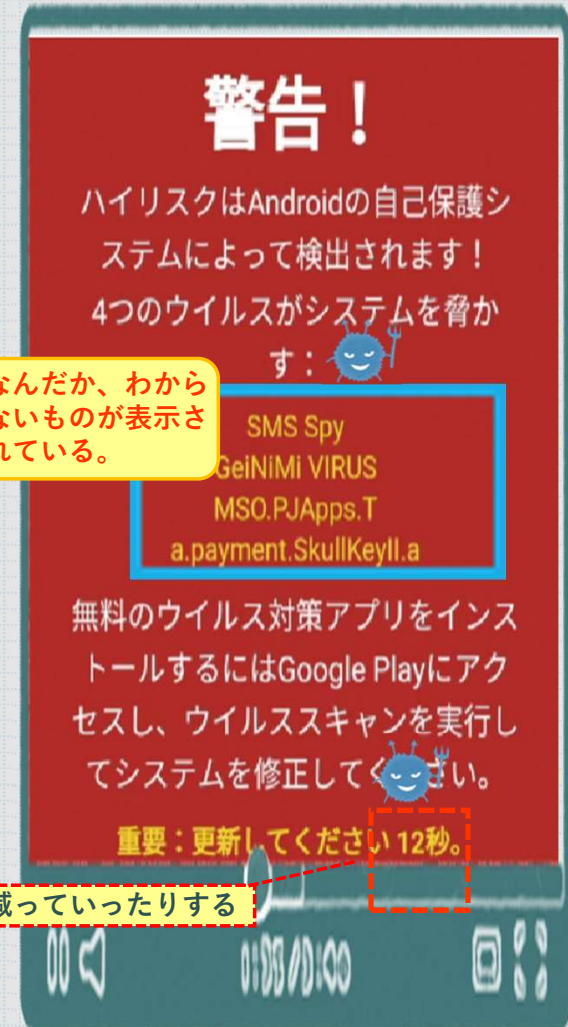 警告！
ハイリスクはAndroidの自己保護シ
ステムによって検出されます！
4つのウイルスがシステムを脅か
す：
なんだか、わから
ないものが表示さ
れている。
SMS Spy
GeiNiMi VIRUS
MSO.PJApps.T
a.payment.SkullKeyII.a
無料のウイルス対策アプリをインス
トールするにはGoogle Playにアク
セスし、ウイルススキャンを実行し
てシステムを修正してください。
重要：更新してください 12秒。
減っていったりする